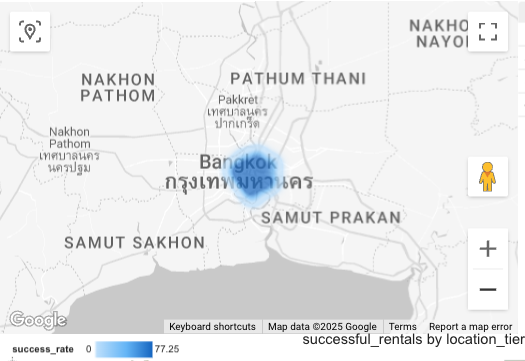 NAKHO
NAYO
NAKHON
PATHOM
PATHUM THANI
Pakkret
เทศบาลนคร
ปากเกร็ด
Nakhon
Pathom
เทศบาลนคร
นครปฐม
Bangkok
กรุงเทพมหานคร
SAMUT PRAKAN
SAMUT SAKHON
Google
Keyboard shortcuts
Map data ©2025 Google
Terms
Report a map error
success_rate
0
77.25
successful_rentals by location_tier